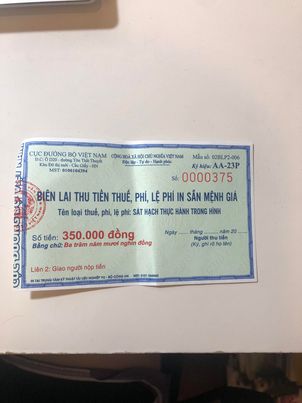 CỤC ĐƯỜNG BỘ VIỆT NAM
MST: 0100104394
CỘNG HÒA XÃ HỘI CHỦ NGHĨA VIỆT NAM
Độc lập - Tự do - Hạnh phúc
Mẫu số: 02BLP2-006
Ký hiệu: AA-23P
Số: 0000375
BIÊN LAI THU TIỀN THUẾ, PHÍ, LỆ PHÍ IN SẴN MỆNH GIÁ
Tên loại thuế, phí, lệ phí: SÁT HẠCH THỰC HÀNH TRONG HÌNH
Số tiền: 350.000 đồng
Bằng chữ: Ba trăm năm mươi nghìn đồng
Ngày ...... tháng ...... năm 20 ......
Người thu tiền
(Ký, ghi rõ họ tên)
Liên 2: Giao người nộp tiền